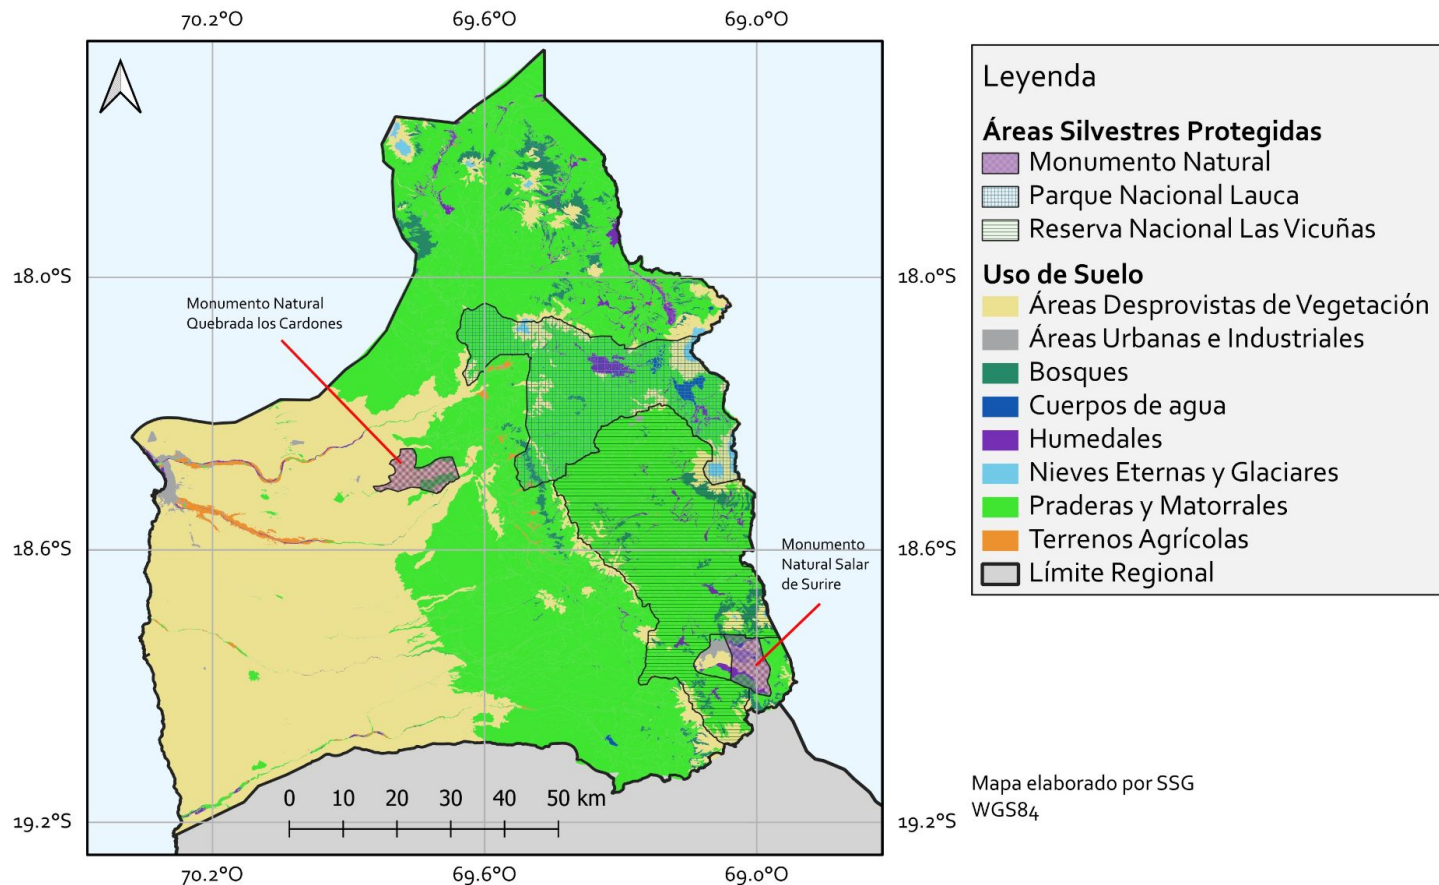 70.2°O 69.6°O 69.0°O
18.0°S 18.0°S
Monumento Natural
Quebrada los Cardones
18.6°S 18.6°S
Monumento
Natural Salar
de Surire
0 10 20 30 40 50 km
19.2°S 19.2°S
70.2°O 69.6°O 69.0°O
Leyenda
Áreas Silvestres Protegidas
Monumento Natural
Parque Nacional Lauca
Reserva Nacional Las Vicuñas
Uso de Suelo
Áreas Desprovistas de Vegetación
Áreas Urbanas e Industriales
Bosques
Cuerpos de agua
Humedales
Nieves Eternas y Glaciares
Praderas y Matorrales
Terrenos Agrícolas
Límite Regional
Mapa elaborado por SSG
WGS84